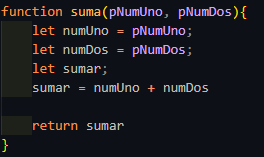 function suma(pNumUno, pNumDos){
    let numUno = pNumUno;
    let numDos = pNumDos;
    let sumar;
    sumar = numUno + numDos

    return sumar
}